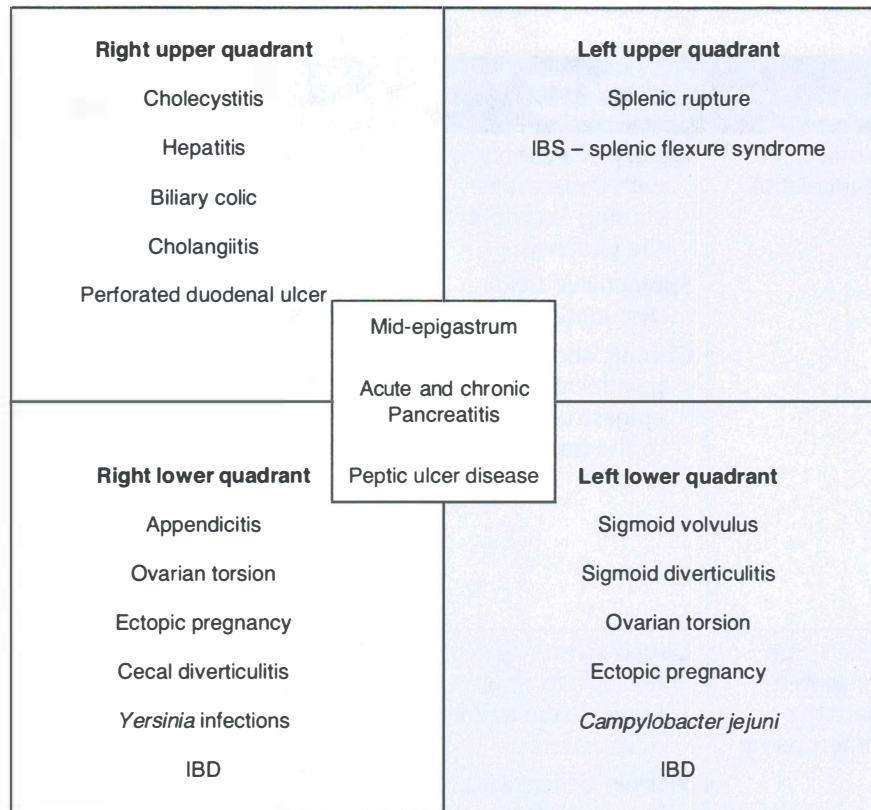 Right upper quadrant
Cholecystitis
Hepatitis
Biliary colic
Cholangiitis
Perforated duodenal ulcer
Left upper quadrant
Splenic rupture
IBS – splenic flexure syndrome
Mid-epigastrum
Acute and chronic
Pancreatitis
Peptic ulcer disease
Right lower quadrant
Appendicitis
Ovarian torsion
Ectopic pregnancy
Cecal diverticulitis
Yersinia infections
IBD
Left lower quadrant
Sigmoid volvulus
Sigmoid diverticulitis
Ovarian torsion
Ectopic pregnancy
Campylobacter jejuni
IBD